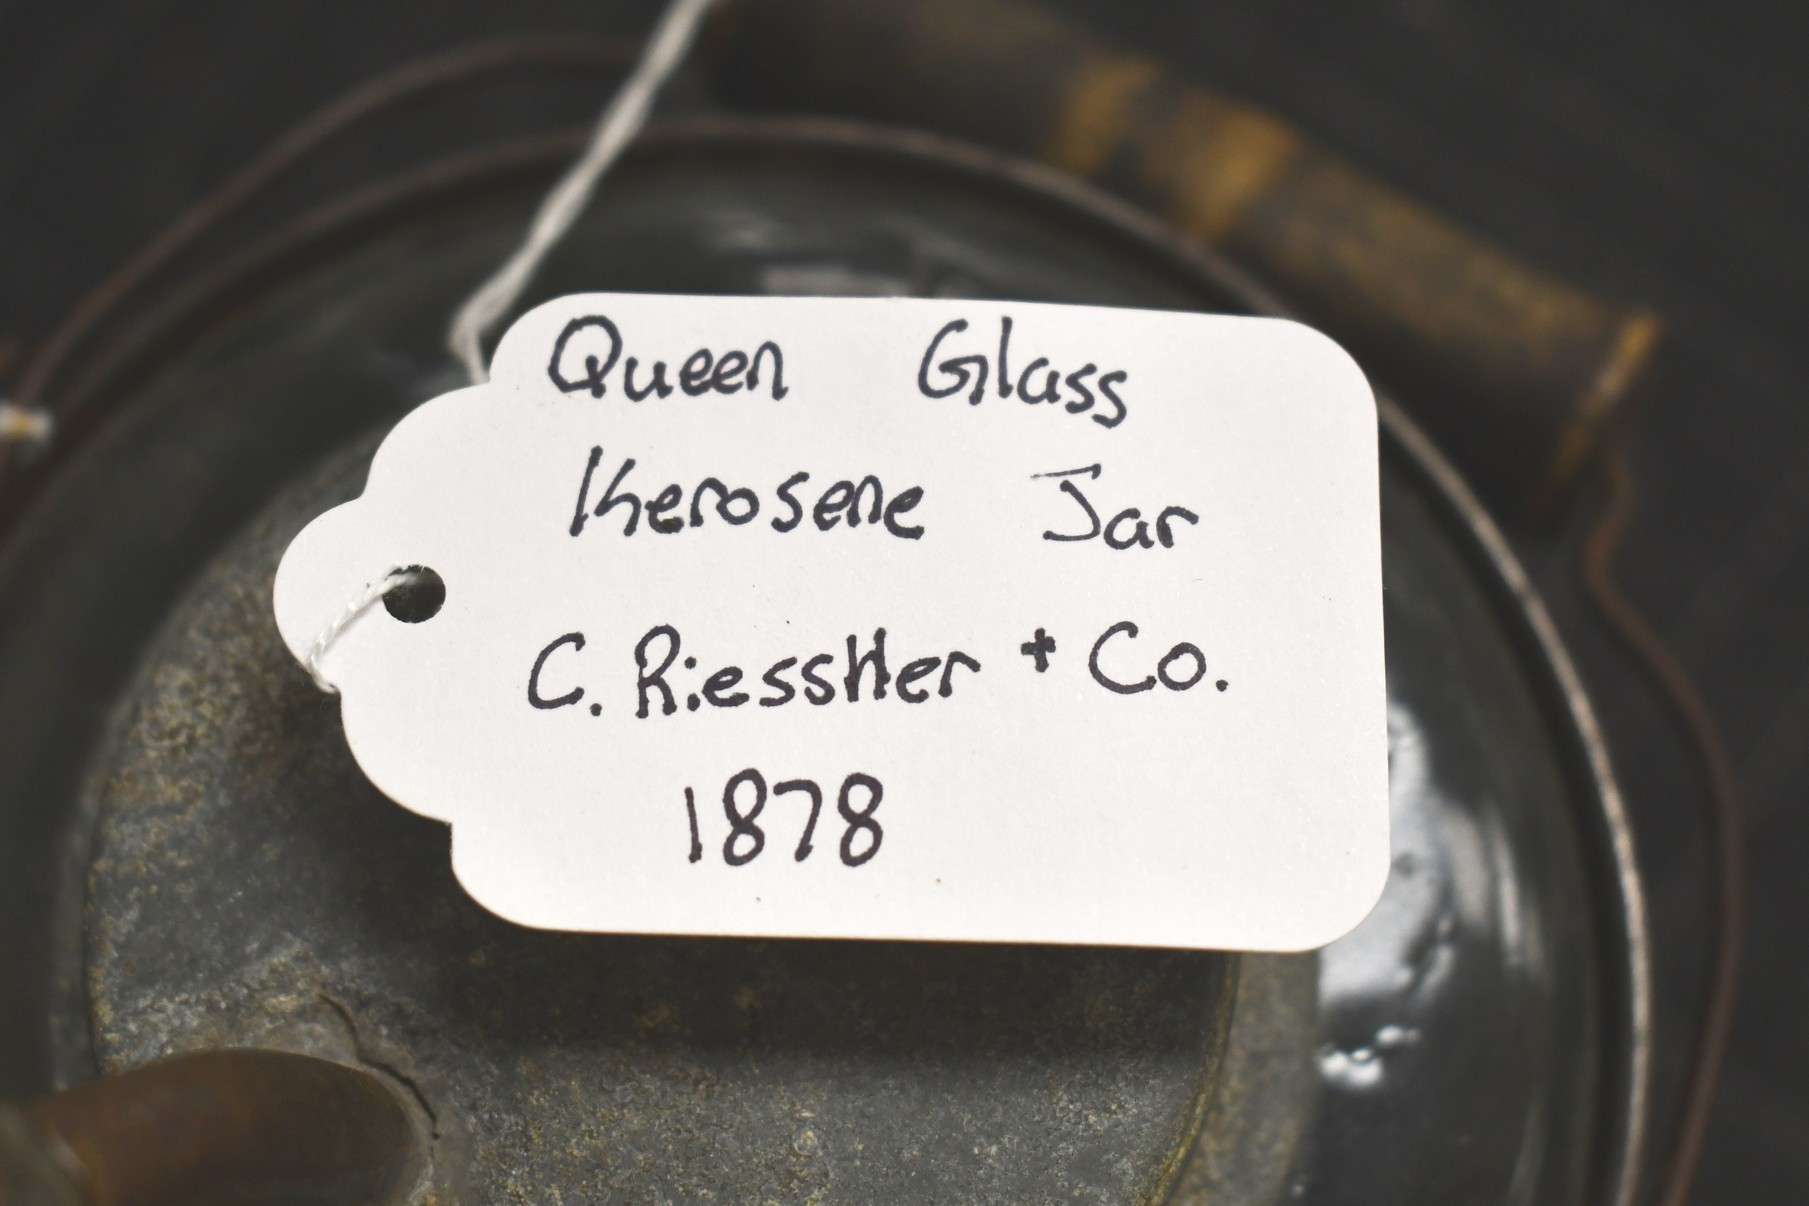 Queen Glass
Kerosene Jar
C. Riessner + Co.
1878